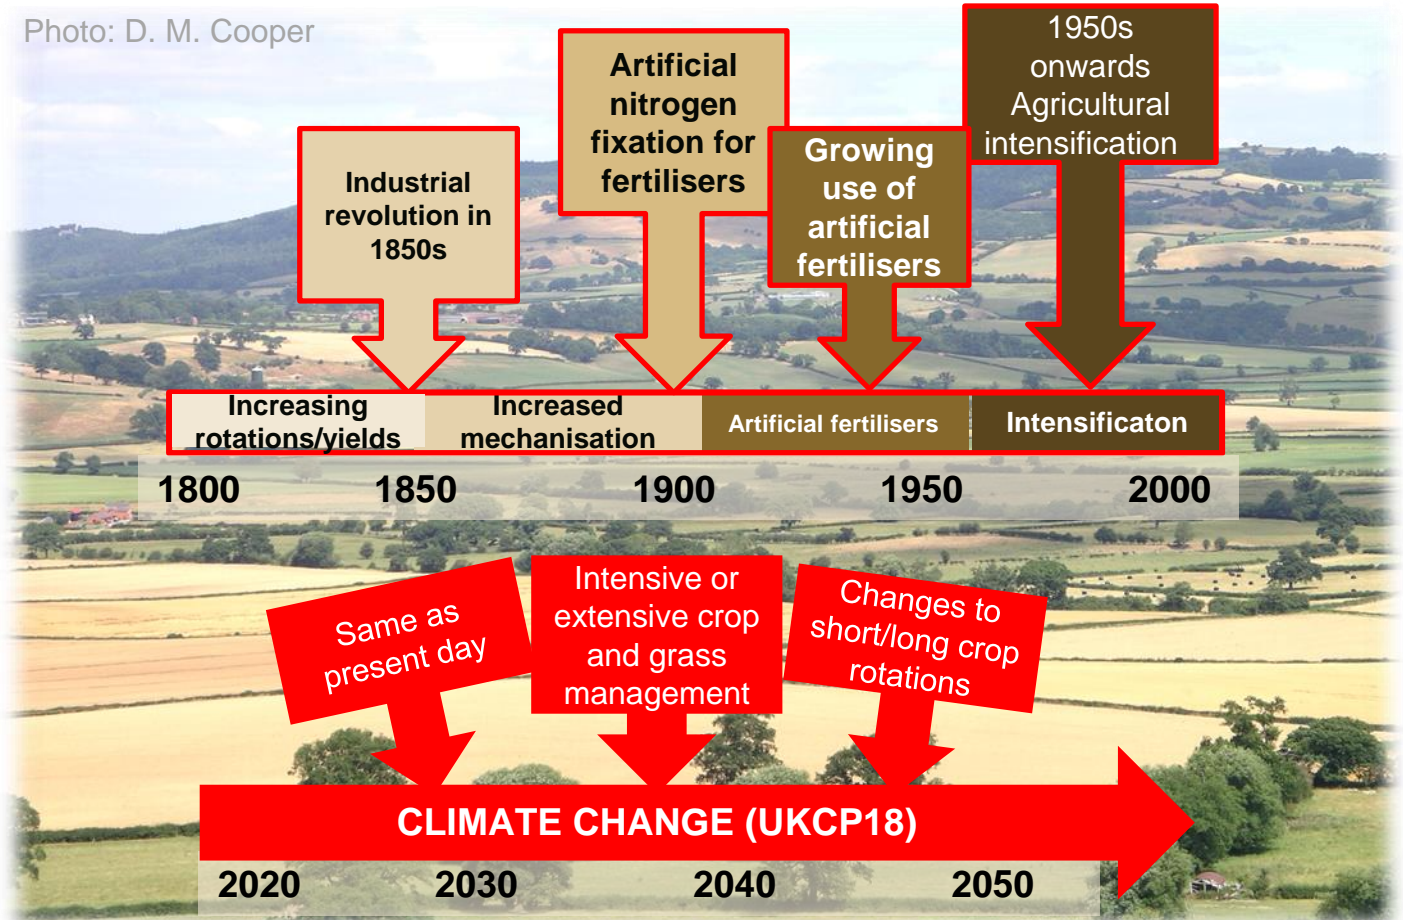 Photo: D. M. Cooper
Industrial
revolution in
1850s
Artificial
nitrogen
fixation for
fertilisers
Growing
use of
artificial
fertilisers
1950s
onwards
Agricultural
intensification
Increasing
rotations/yields
Increased
mechanisation
Artificial fertilisers
Intensificaton
1800 1850 1900 1950 2000
Same as
present day
Intensive or
extensive crop
and grass
management
Changes to
short/long crop
rotations
CLIMATE CHANGE (UKCP18)
2020 2030 2040 2050